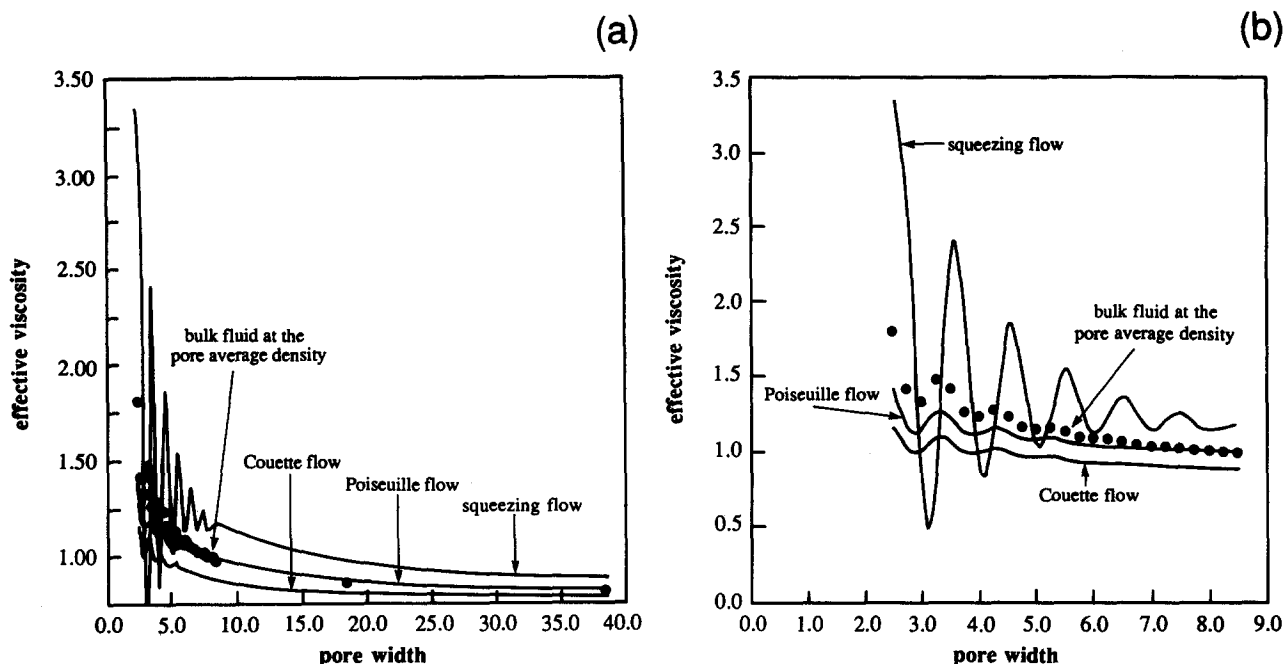 (a)
3.50
3.00
2.50
2.00
1.50
1.00
effective viscosity
bulk fluid at the
pore average density
Couette flow
Poiseuille flow
squeezing flow
0.0
5.0
10.0
15.0
20.0
25.0
30.0
35.0
40.0
pore width
(b)
3.5
3.0
2.5
2.0
1.5
1.0
0.5
0.0
effective viscosity
squeezing flow
bulk fluid at the
pore average density
Poiseuille flow
Couette flow
0.0
1.0
2.0
3.0
4.0
5.0
6.0
7.0
8.0
9.0
pore width